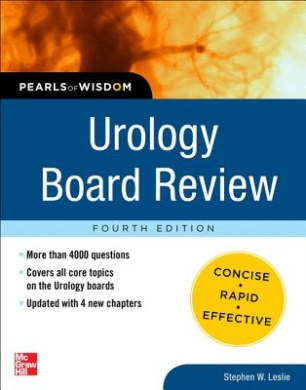 PEARLS OF WISDOM
Urology
Board Review
FOURTH EDITION
• More than 4000 questions
• Covers all core topics
on the Urology boards
• Updated with 4 new chapters
CONCISE
•
RAPID
•
EFFECTIVE
Mc
Graw
Hill
Stephen W. Leslie